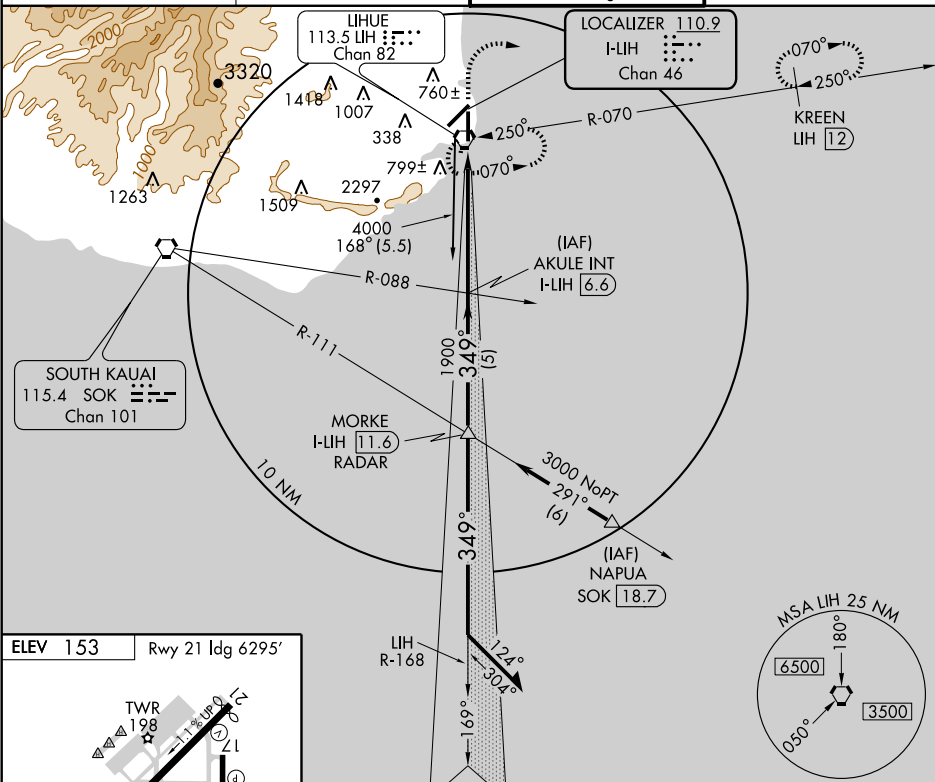 LIHUE
113.5 LIH
Chan 82
LOCALIZER 110.9
I-LIH
Chan 46
2000
3320
1418
1007
760±
338
799±
1000
1263
1509
2297
250°
070°
R-070
070°
250°
KREEN
LIH 12
4000
168° (5.5)
(IAF)
AKULE INT
I-LIH 6.6
R-088
R-111
SOUTH KAUAI
115.4 SOK
Chan 101
1900
349°
(5)
MORKE
I-LIH 11.6
RADAR
3000 NoPT
291°
(6)
(IAF)
NAPUA
SOK 18.7
10 NM
349°
LIH
R-168
124°
304°
169°
MSA LIH 25 NM
180°
6500
3500
050°
ELEV 153
Rwy 21 ldg 6295'
TWR
198
1.1% UP
21
V
17
P